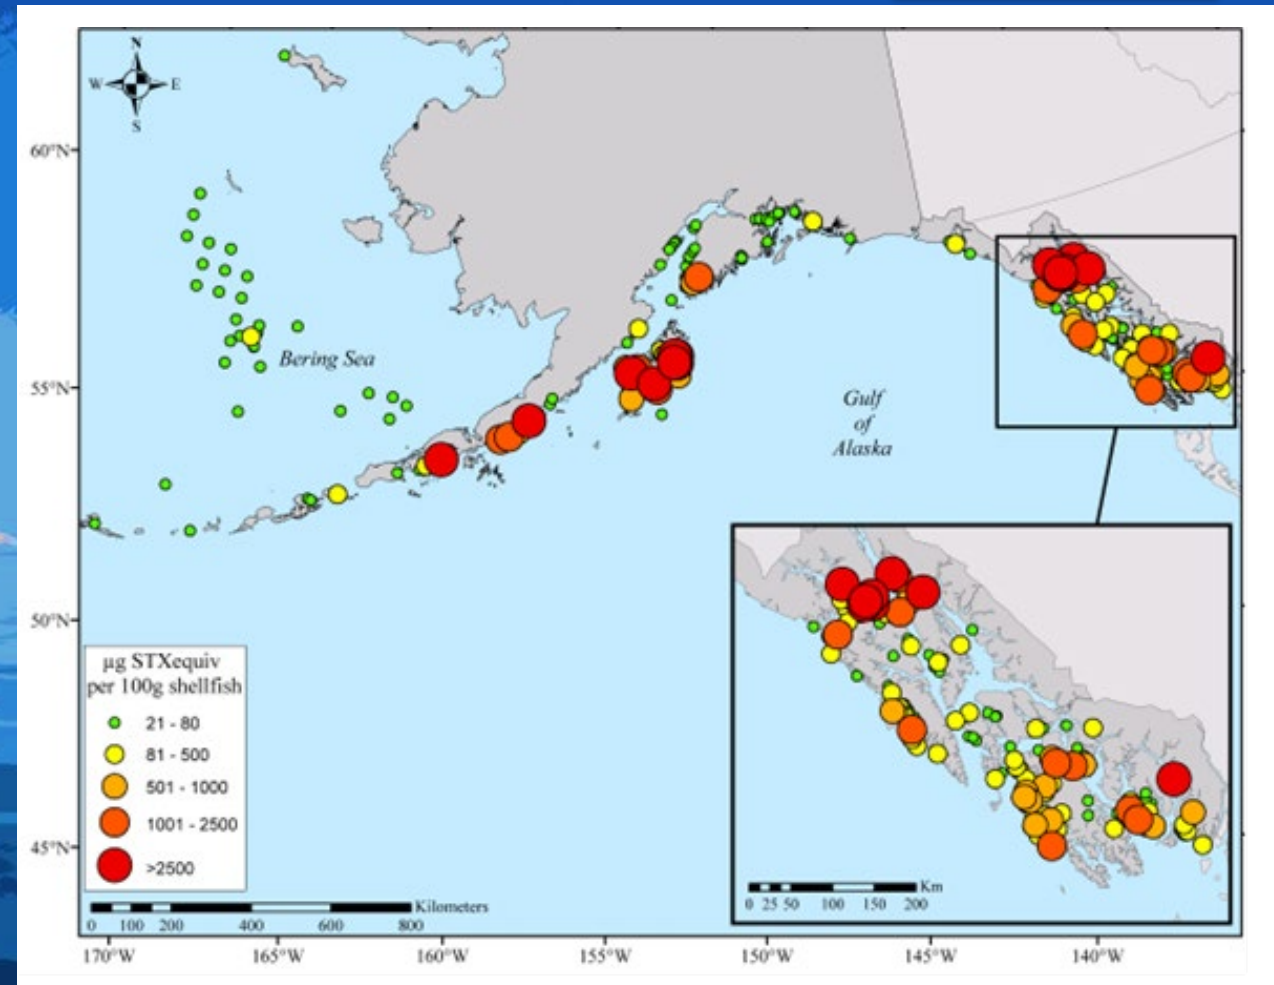 N
W E
S
60°N
55°N
50°N
45°N
Bering Sea
Gulf
of
Alaska
µg STXequiv
per 100g shellfish
21 - 80
81 - 500
501 - 1000
1001 - 2500
>2500
Kilometers
0 100 200 400 600 800
Km
0 25 50 100 150 200
170°W 165°W 160°W 155°W 150°W 145°W 140°W